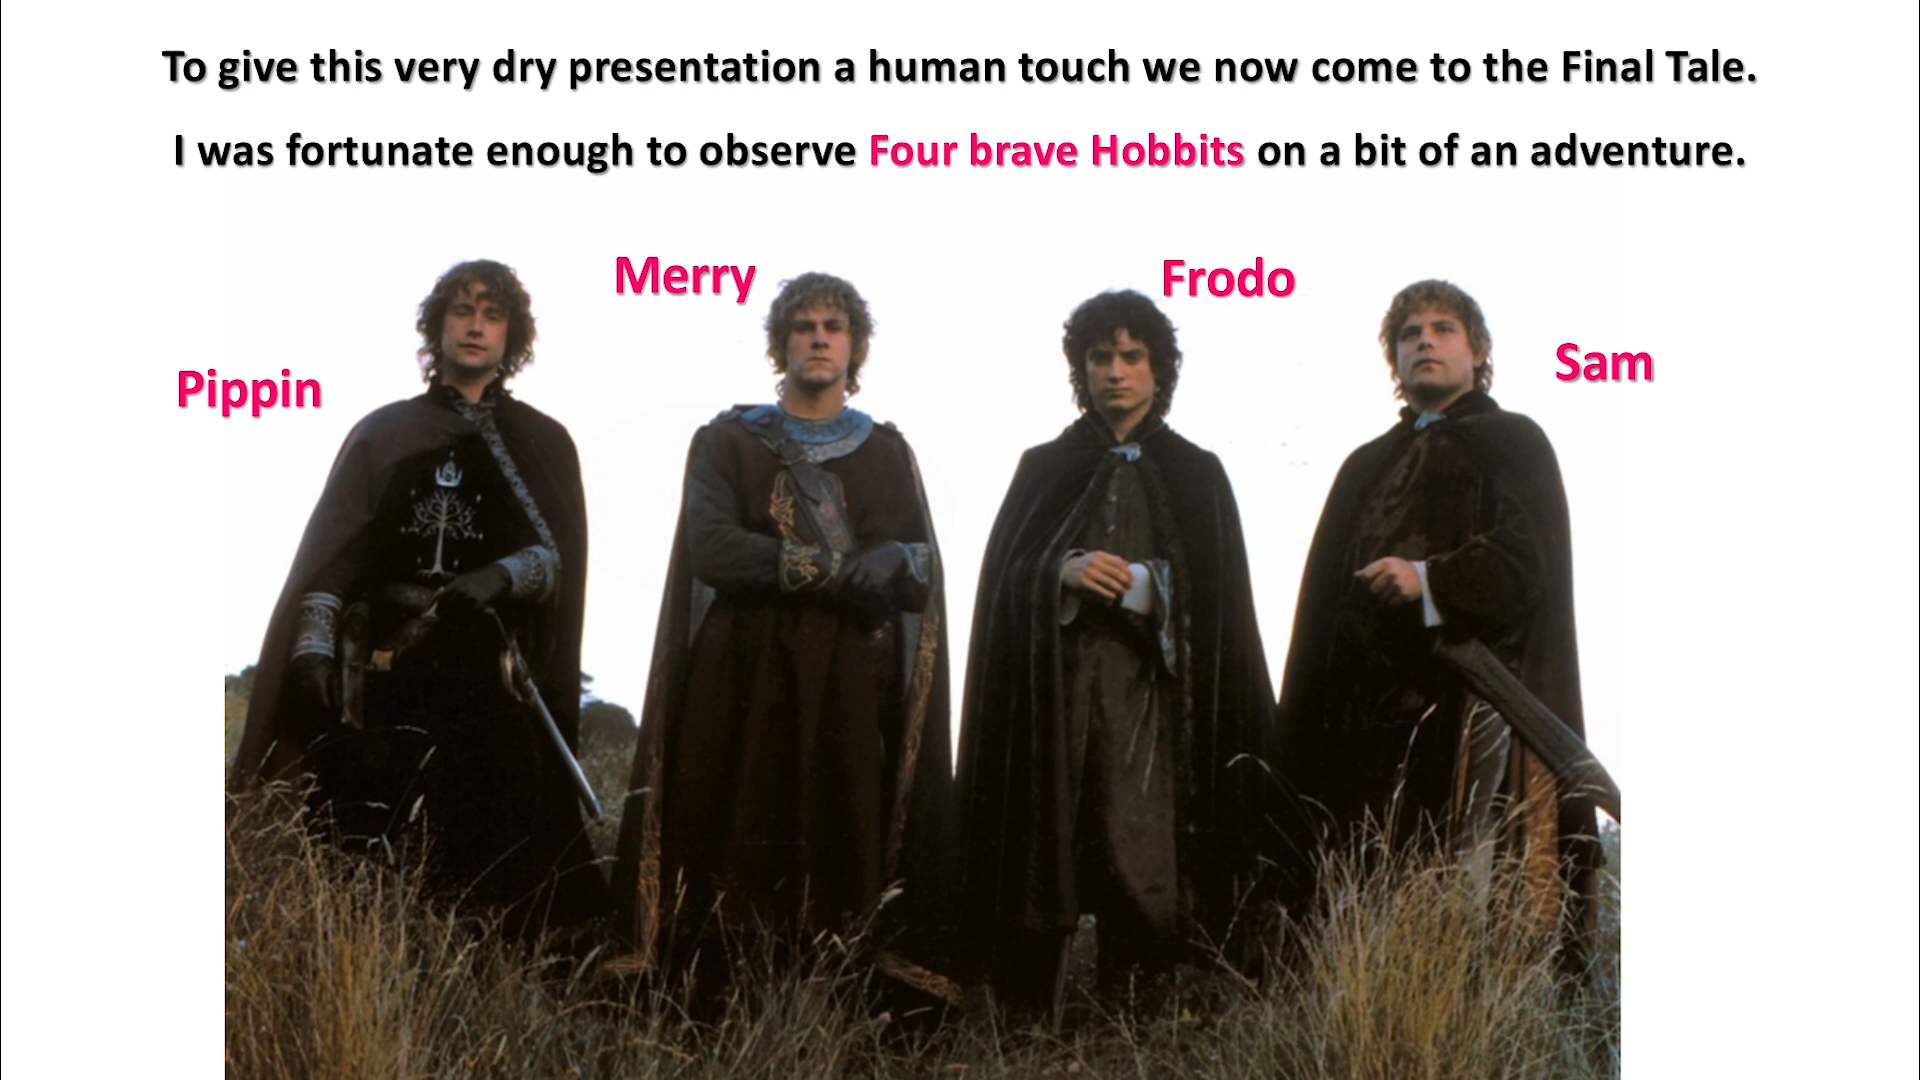 To give this very dry presentation a human touch we now come to the Final Tale.
I was fortunate enough to observe Four brave Hobbits on a bit of an adventure.
Merry
Frodo
Sam
Pippin